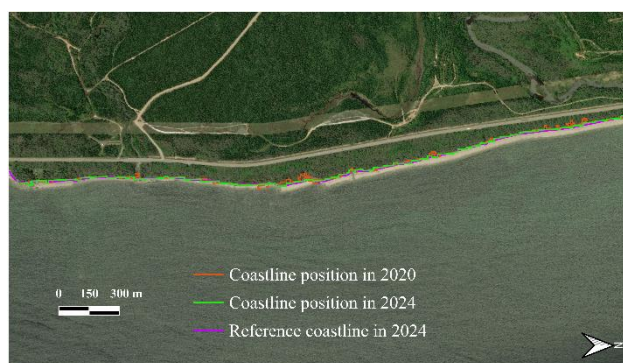 Coastline position in 2020
Coastline position in 2024
Reference coastline in 2024
0 150 300 m
N